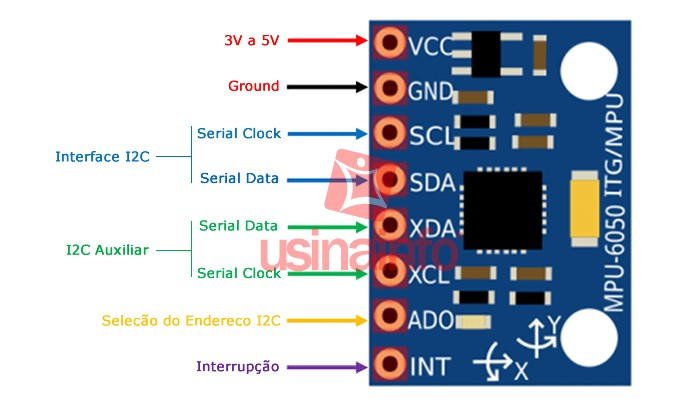 3V a 5V
VCC
Ground
GND
Serial Clock
SCL
Interface I2C
Serial Data
SDA
Serial Data
XDA
I2C Auxiliar
usinainfo
Serial Clock
XCL
Selecão do Endereco I2C
ADO
Interrupção
INT
MPU-6050 ITG/MPU
Y
X